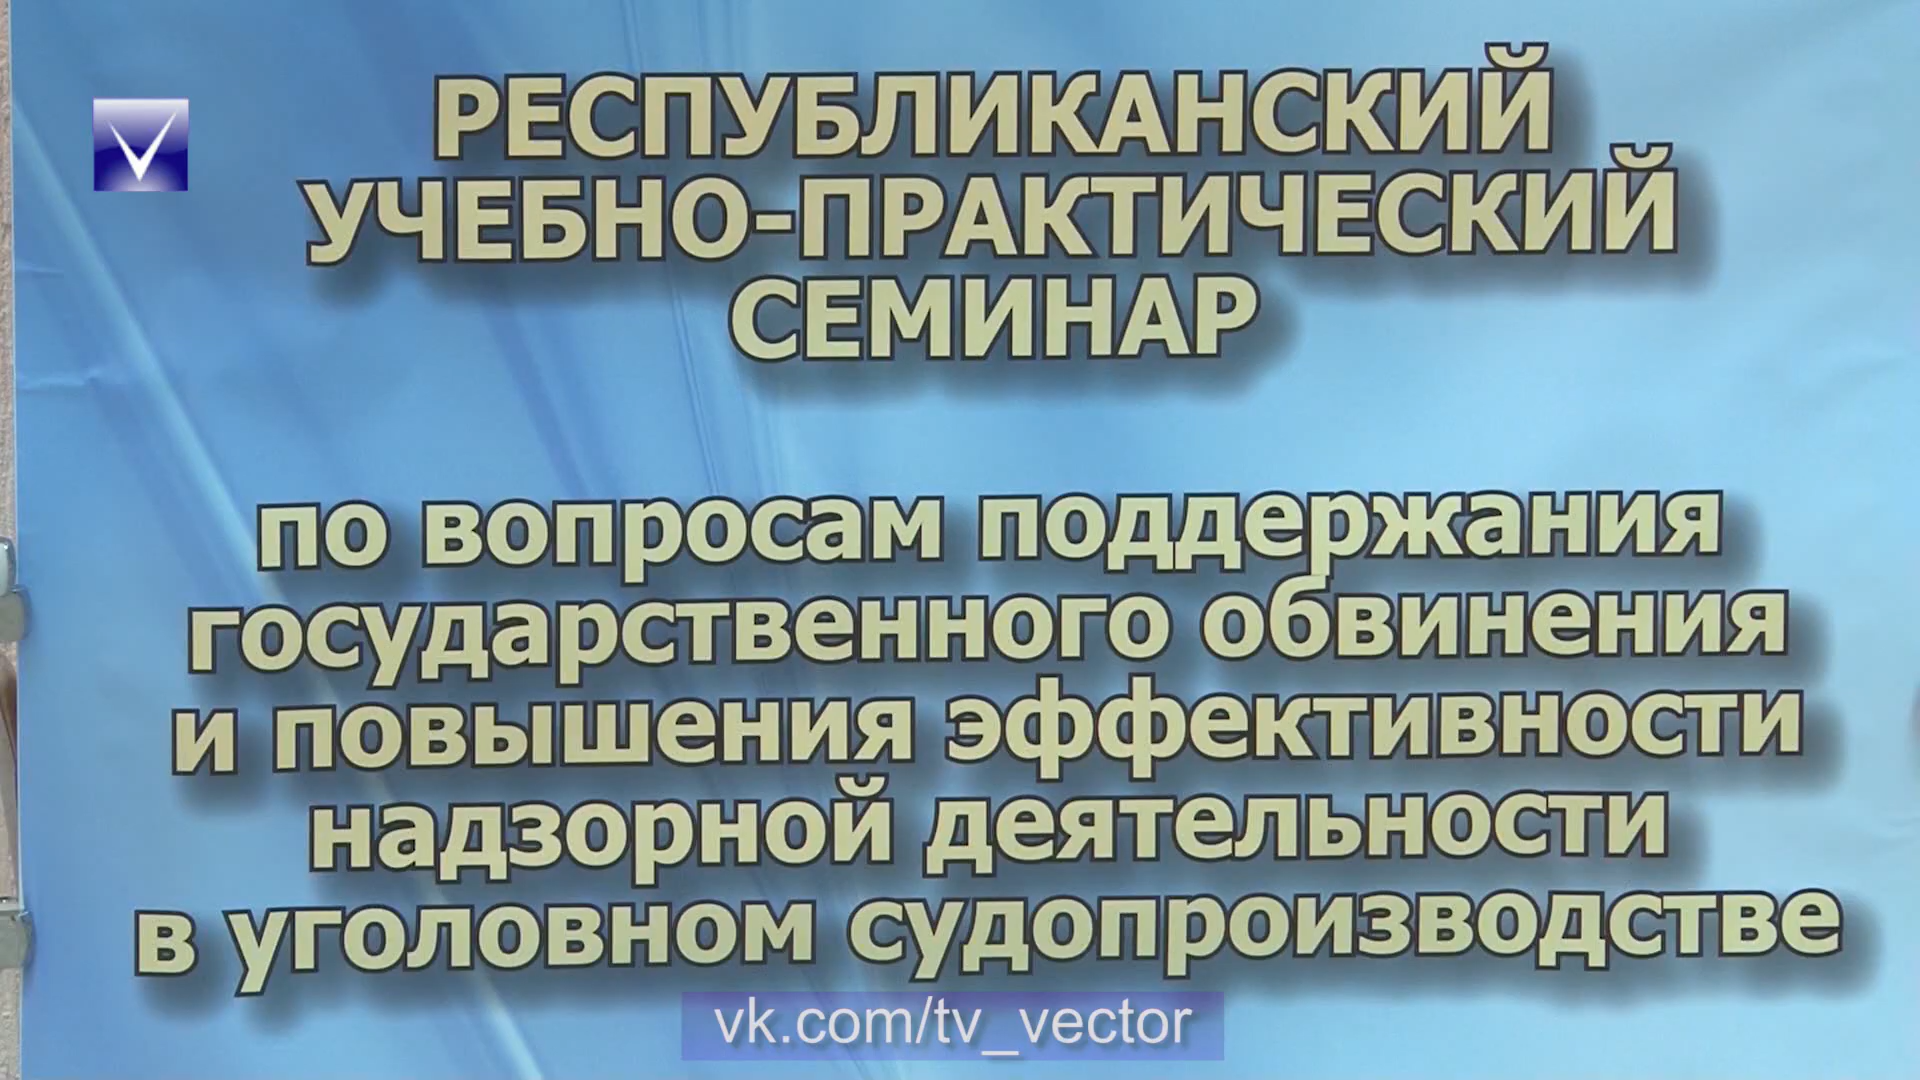 РЕСПУБЛИКАНСКИЙ
УЧЕБНО-ПРАКТИЧЕСКИЙ
СЕМИНАР
по вопросам поддержания
государственного обвинения
и повышения эффективности
надзорной деятельности
в уголовном судопроизводстве
vk.com/tv_vector